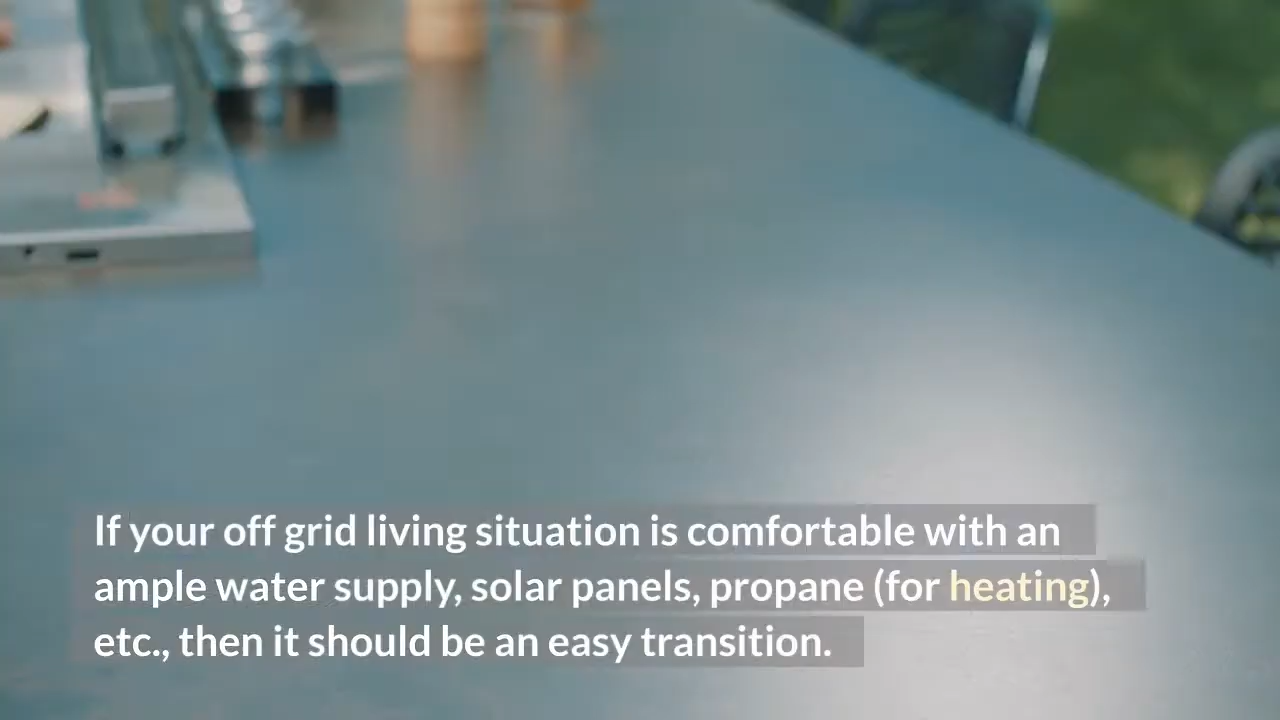 If your off grid living situation is comfortable with an
ample water supply, solar panels, propane (for heating),
etc., then it should be an easy transition.